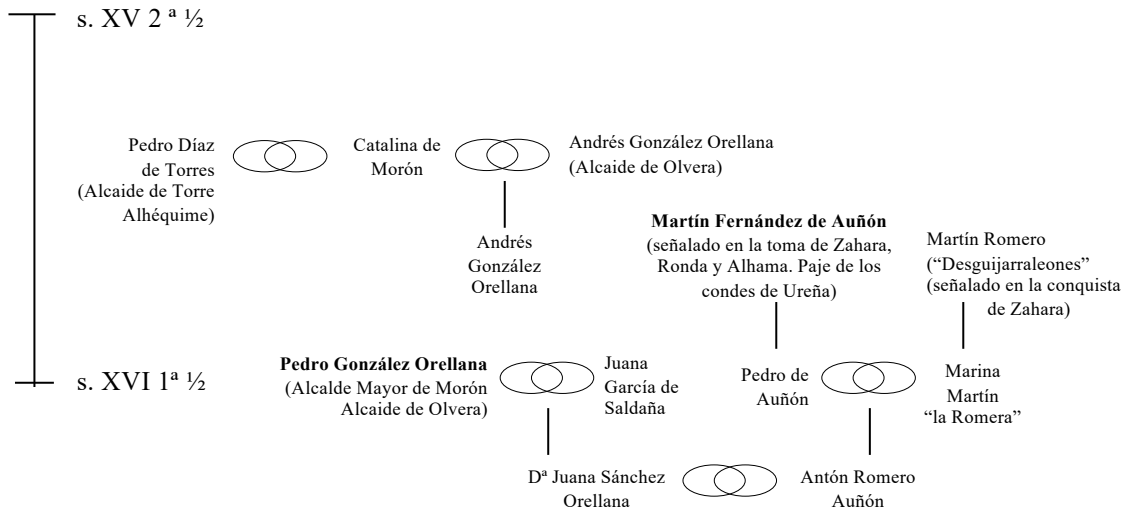 s. XV 2 ª ½
Pedro Díaz
de Torres
(Alcaide de Torre
Alhéquime)
Catalina de
Morón
Andrés González Orellana
(Alcaide de Olvera)
Andrés
González
Orellana
Martín Fernández de Auñón
(señalado en la toma de Zahara,
Ronda y Alhama. Paje de los
condes de Ureña)
Martín Romero
(“Desguijarraleones”
(señalado en la conquista
de Zahara)
s. XVI 1ª ½
Pedro González Orellana
(Alcalde Mayor de Morón
Alcaide de Olvera)
Juana
García de
Saldaña
Pedro de
Auñón
Marina
Martín
“la Romera”
Dª Juana Sánchez
Orellana
Antón Romero
Auñón